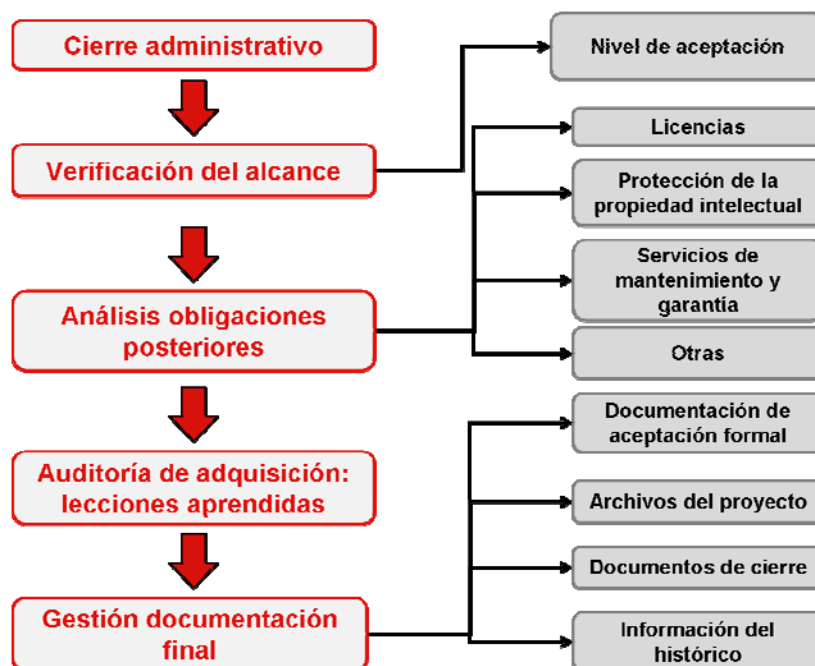 Cierre administrativo
Nivel de aceptación
Verificación del alcance
Licencias
Protección de la
propiedad intelectual
Servicios de
mantenimiento y
garantía
Análisis obligaciones
posteriores
Otras
Documentación de
aceptación formal
Auditoría de adquisición:
lecciones aprendidas
Archivos del proyecto
Documentos de cierre
Gestión documentación
final
Información del
histórico